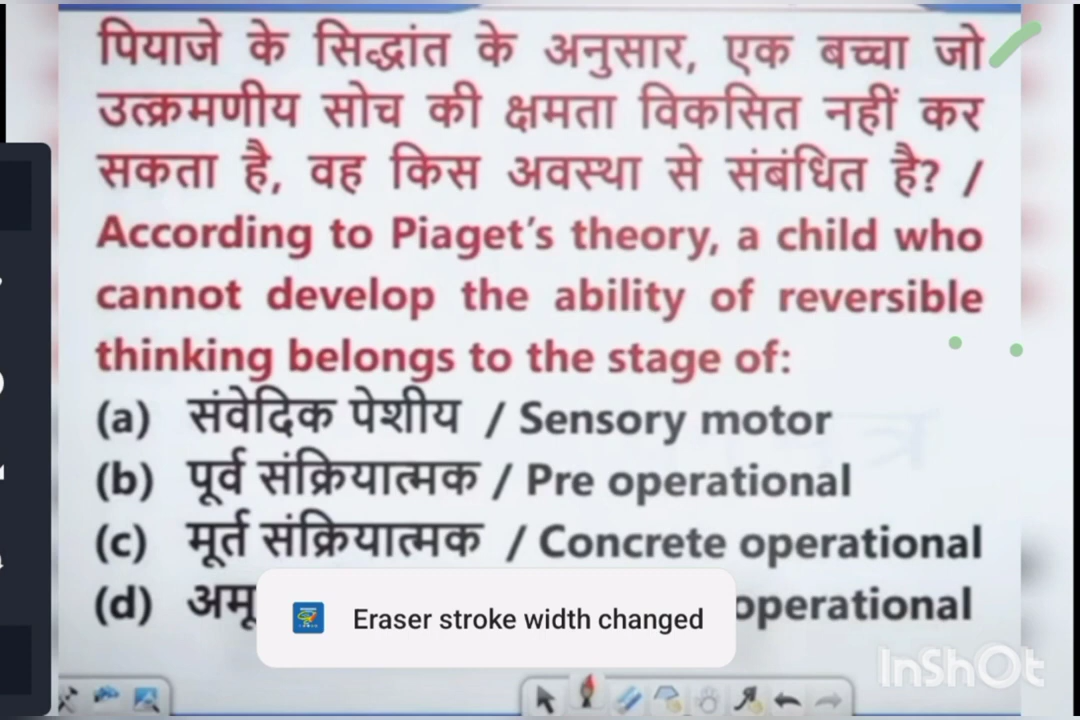 पियाजे के सिद्धांत के अनुसार, एक बच्चा जो
उत्क्रमणीय सोच की क्षमता विकसित नहीं कर
सकता है, वह किस अवस्था से संबंधित है? /
According to Piaget's theory, a child who
cannot develop the ability of reversible
thinking belongs to the stage of:
(a) संवेदिक पेशीय / Sensory motor
(b) पूर्व संक्रियात्मक / Pre operational
(c) मूर्त संक्रियात्मक / Concrete operational
(d) operational
Eraser stroke width changed
InShOt